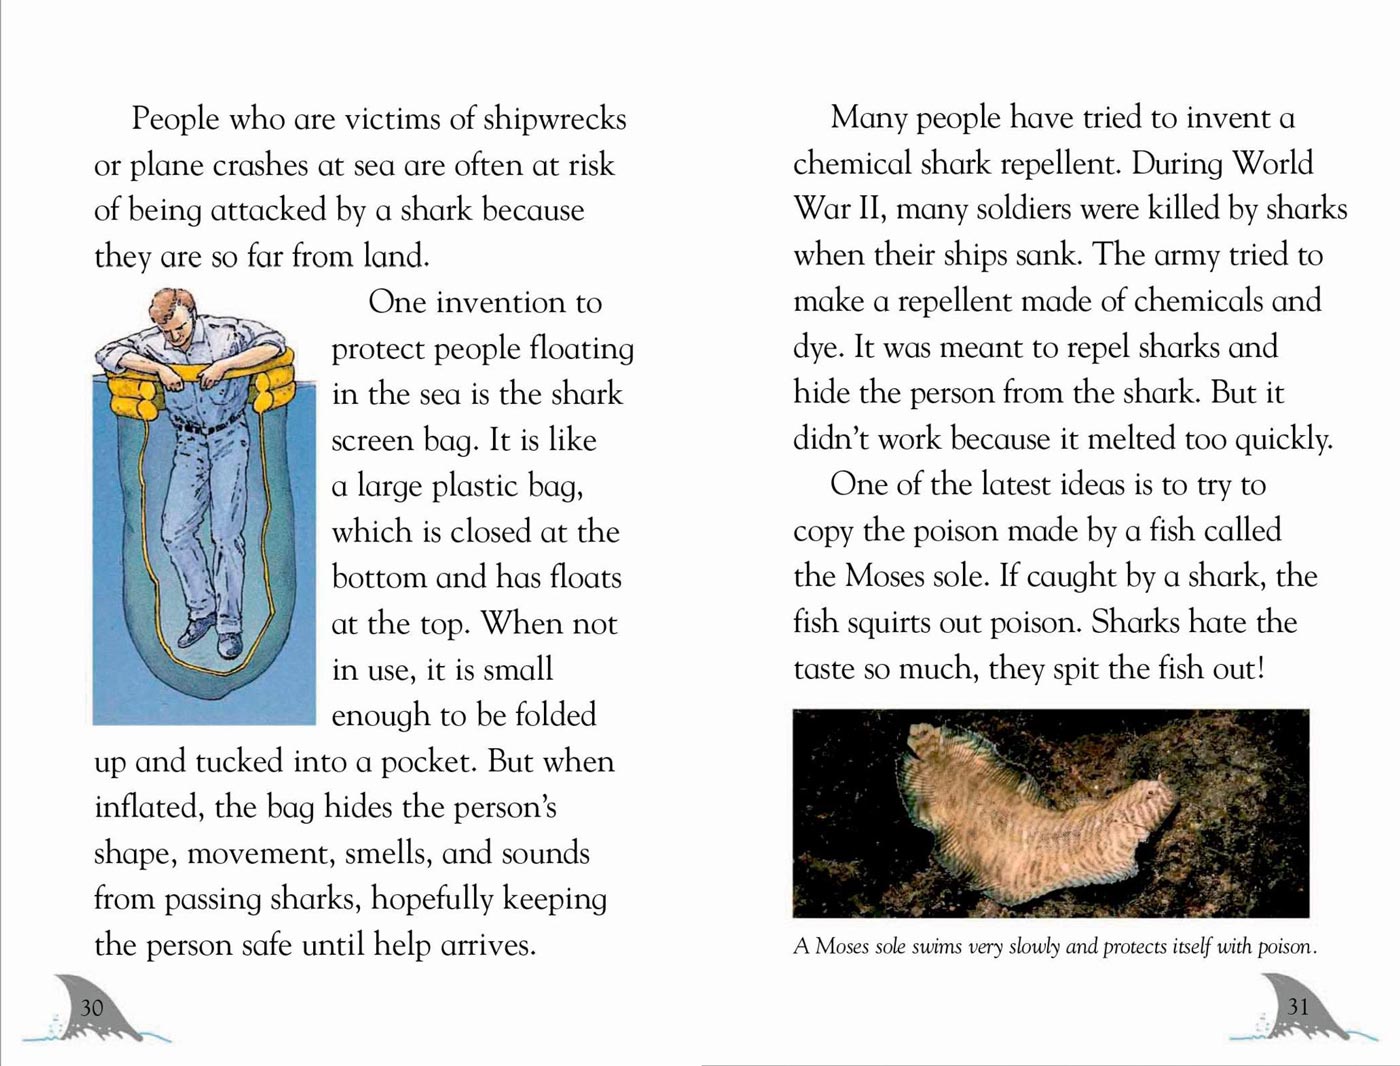 People who are victims of shipwrecks
or plane crashes at sea are often at risk
of being attacked by a shark because
they are so far from land.
One invention to
protect people floating
in the sea is the shark
screen bag. It is like
a large plastic bag,
which is closed at the
bottom and has floats
at the top. When not
in use, it is small
enough to be folded
up and tucked into a pocket. But when
inflated, the bag hides the person's
shape, movement, smells, and sounds
from passing sharks, hopefully keeping
the person safe until help arrives.
30
Many people have tried to invent a
chemical shark repellent. During World
War II, many soldiers were killed by sharks
when their ships sank. The army tried to
make a repellent made of chemicals and
dye. It was meant to repel sharks and
hide the person from the shark. But it
didn't work because it melted too quickly.
One of the latest ideas is to try to
copy the poison made by a fish called
the Moses sole. If caught by a shark, the
fish squirts out poison. Sharks hate the
taste so much, they spit the fish out!
A Moses sole swims very slowly and protects itself with poison.
31